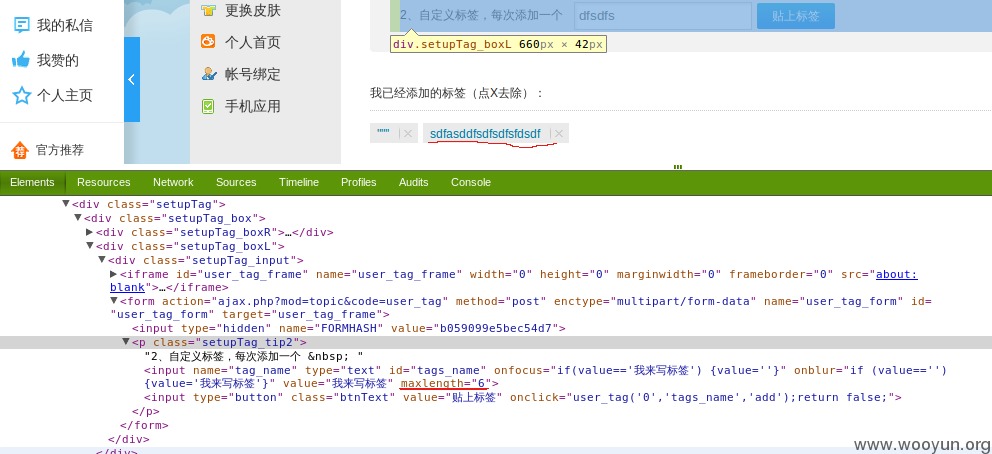 我的私信
我赞的
个人主页
官方推荐
更换皮肤
个人首页
帐号绑定
手机应用
2、自定义标签，每次添加一个 dfsdfs 贴上标签
div.setupTag_boxL 660px × 42px
我已经添加的标签（点X去除）：
"'"" sdfasddfsdfsdfsfdsdf
Elements Resources Network Sources Timeline Profiles Audits Console
<div class="setupTag">
<div class="setupTag_box">
<div class="setupTag_boxR">…</div>
<div class="setupTag_boxL">
<div class="setupTag_input">
<iframe id="user_tag_frame" name="user_tag_frame" width="0" height="0" marginwidth="0" frameborder="0" src="about:
blank">…</iframe>
<form action="ajax.php?mod=topic&code=user_tag" method="post" enctype="multipart/form-data" name="user_tag_form" id=
"user_tag_form" target="user_tag_frame">
<input type="hidden" name="FORMHASH" value="b059099e5bec54d7">
<p class="setupTag_tip2">
"2、自定义标签，每次添加一个 &nbsp; "
<input name="tag_name" type="text" id="tags_name" onfocus="if(value=='我来写标签') {value=''}" onblur="if (value=='')
{value='我来写标签'}" value="我来写标签" maxlength="6">
<input type="button" class="btnText" value="贴上标签" onclick="user_tag('0','tags_name','add');return false;">
</p>
</form>
</div>
</div>
www.wooyun.org